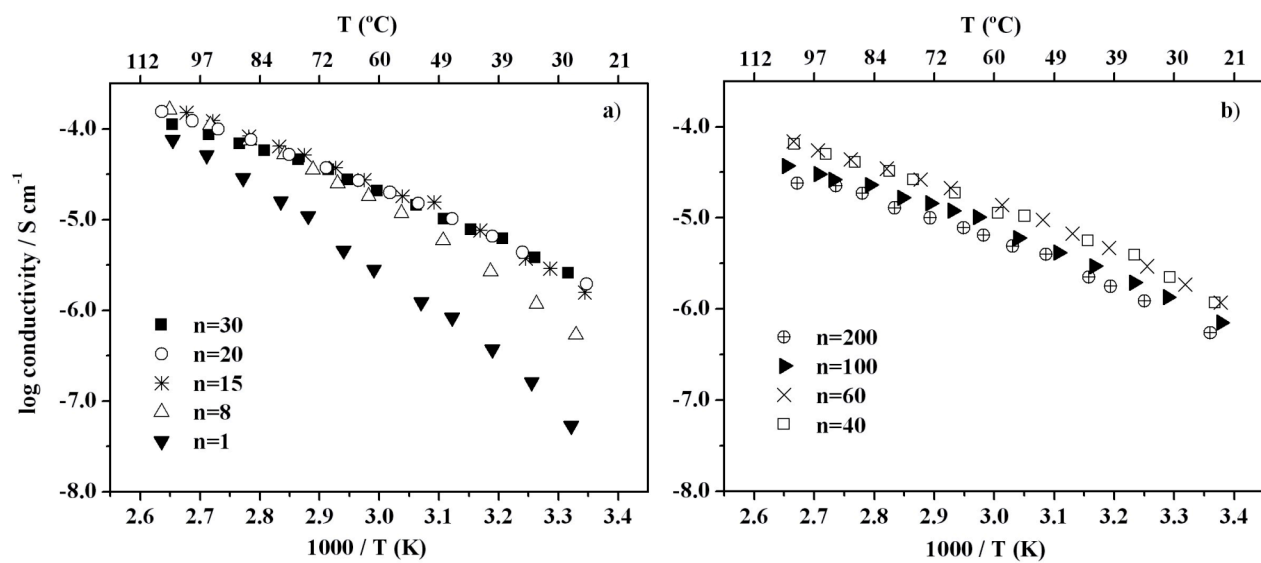 T (ºC)
112 97 84 72 60 49 39 30 21
a)
log conductivity / S cm-1
-4.0
-5.0
-6.0
-7.0
-8.0
n=30
n=20
n=15
n=8
n=1
2.6 2.7 2.8 2.9 3.0 3.1 3.2 3.3 3.4
1000 / T (K)
T (ºC)
112 97 84 72 60 49 39 30 21
b)
-4.0
-5.0
-6.0
-7.0
-8.0
n=200
n=100
n=60
n=40
2.6 2.7 2.8 2.9 3.0 3.1 3.2 3.3 3.4
1000 / T (K)